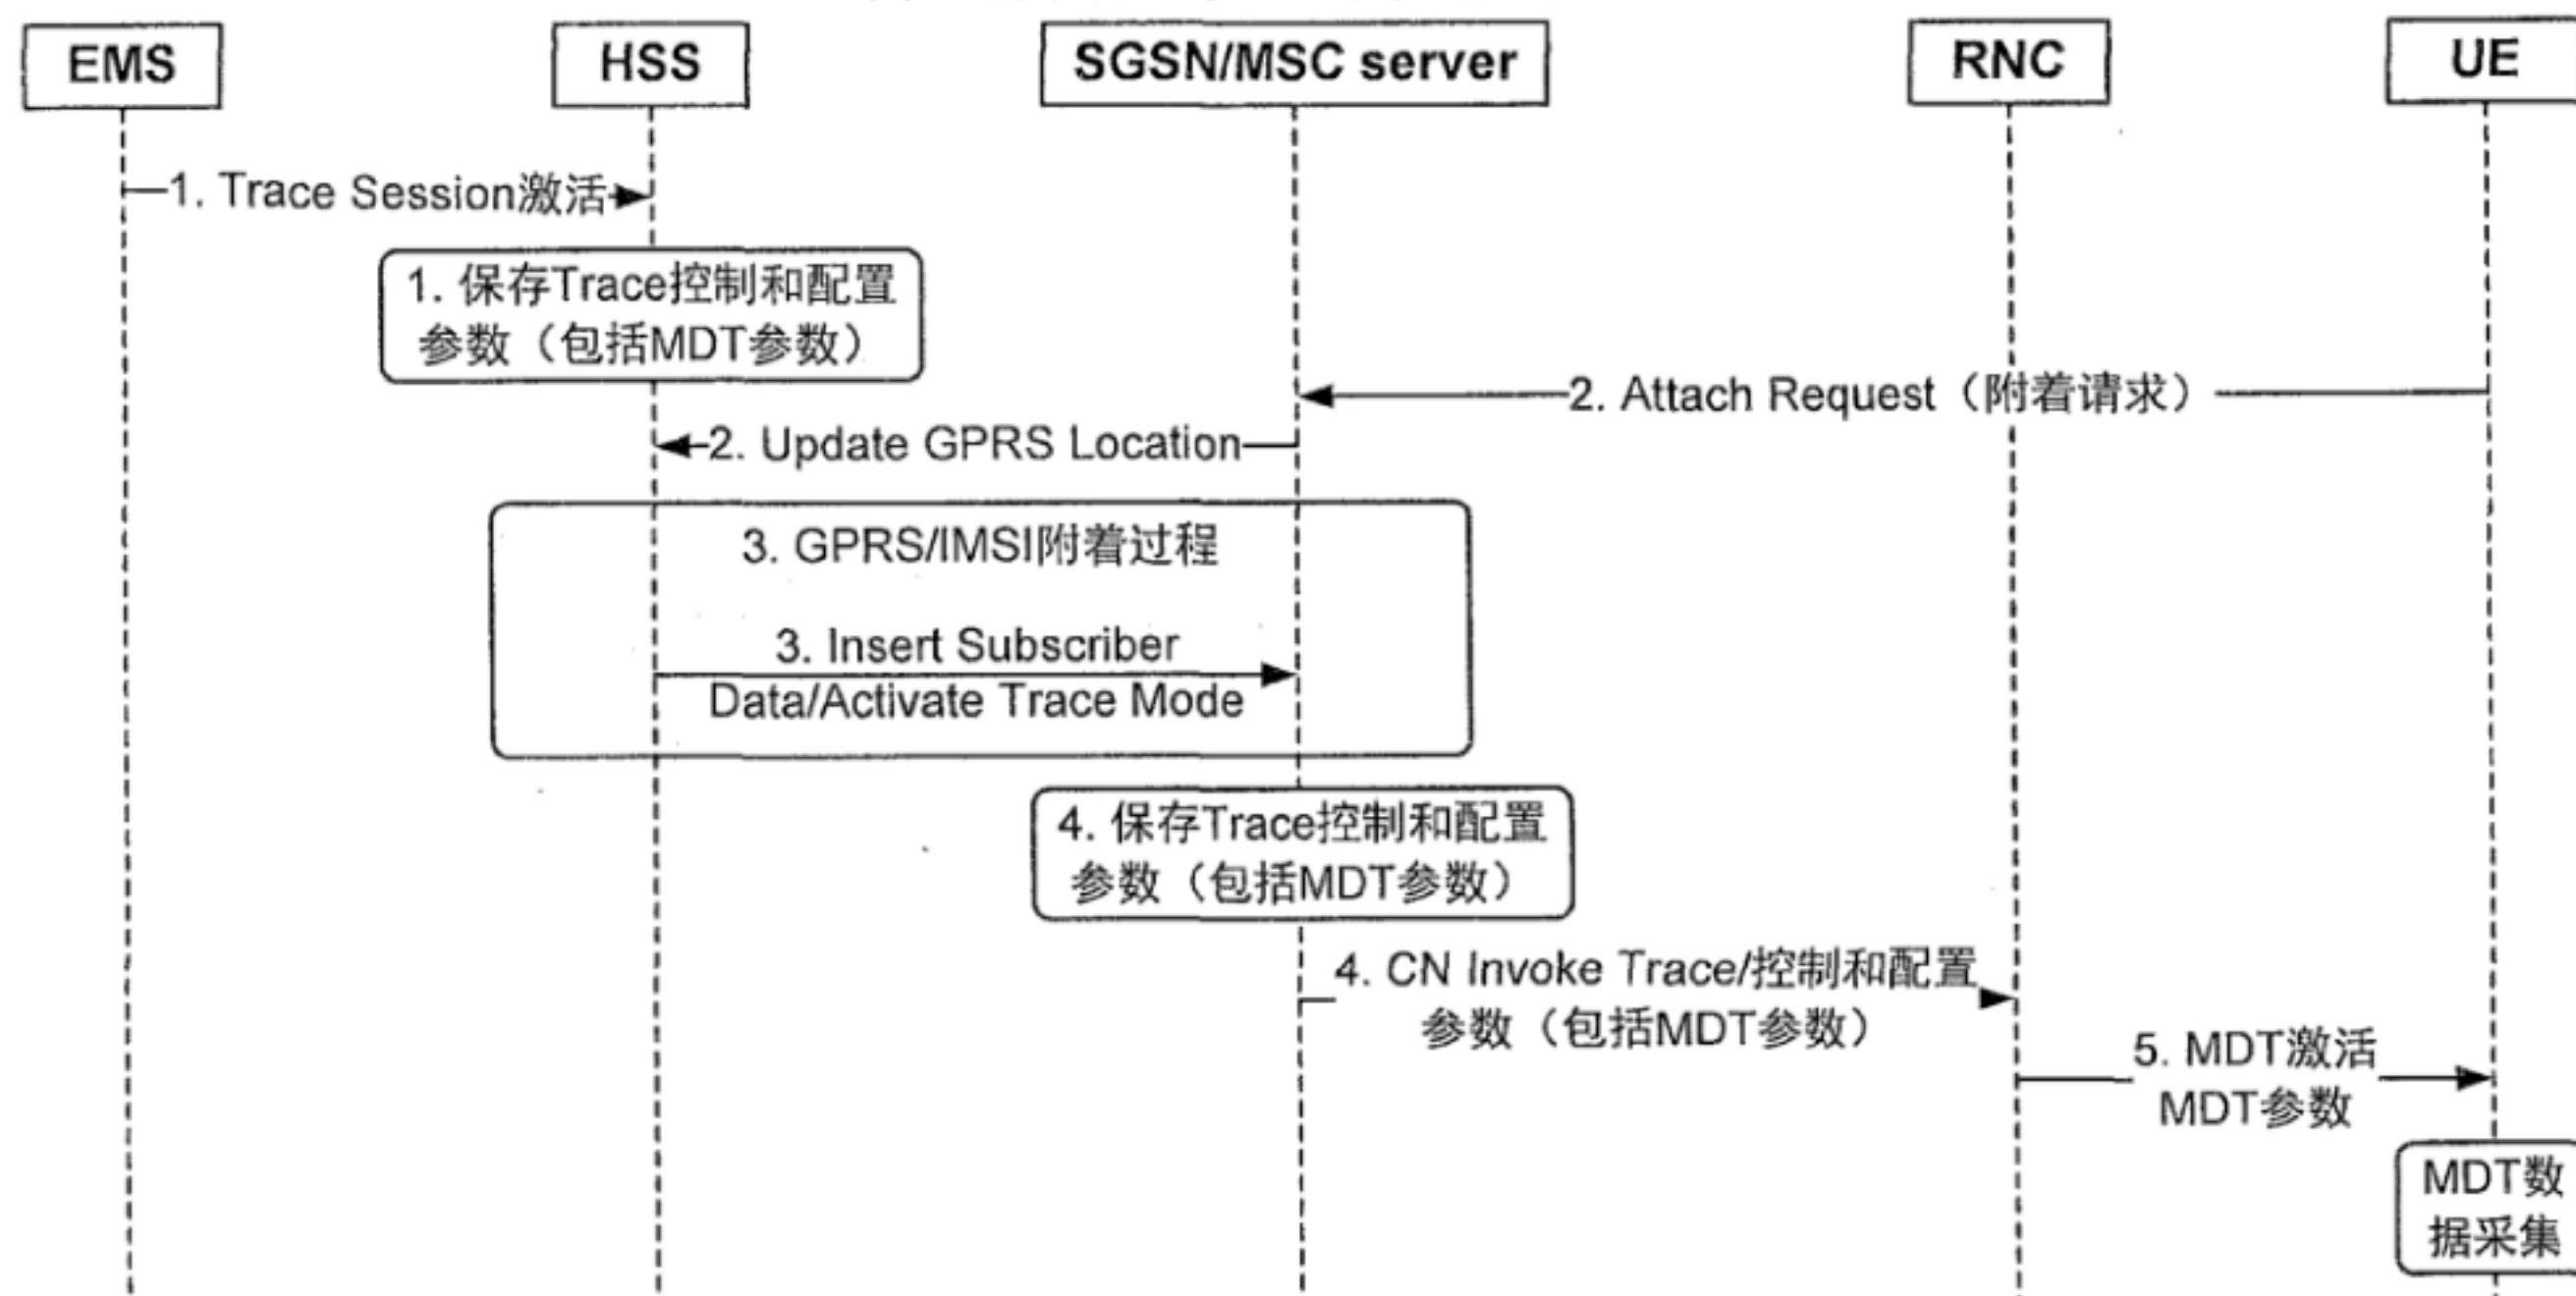 EMS
HSS
SGSN/MSC server
RNC
UE
1. Trace Session激活
1. 保存Trace控制和配置
参数（包括MDT参数）
2. Attach Request（附着请求）
2. Update GPRS Location
3. GPRS/IMSI附着过程
3. Insert Subscriber
Data/Activate Trace Mode
4. 保存Trace控制和配置
参数（包括MDT参数）
4. CN Invoke Trace/控制和配置
参数（包括MDT参数）
5. MDT激活
MDT参数
MDT数
据采集